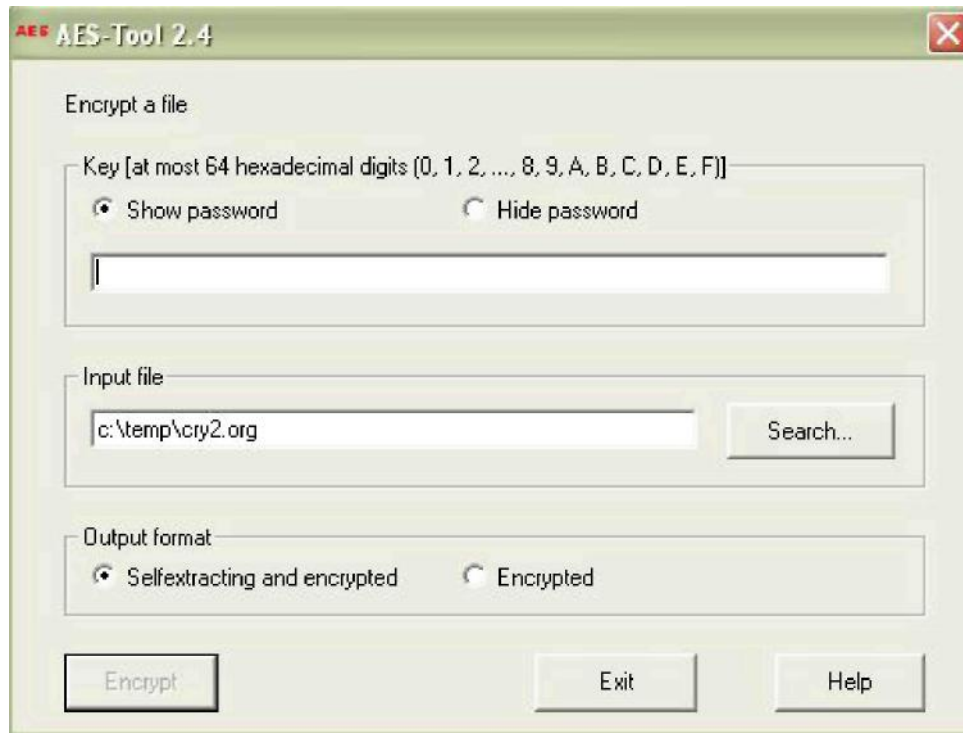 AES AES-Tool 2.4
Encrypt a file
Key [at most 64 hexadecimal digits (0, 1, 2, ..., 8, 9, A, B, C, D, E, F)]
Show password Hide password
Input file
c:\temp\cry2.org Search...
Output format
Selfextracting and encrypted Encrypted
Encrypt Exit Help